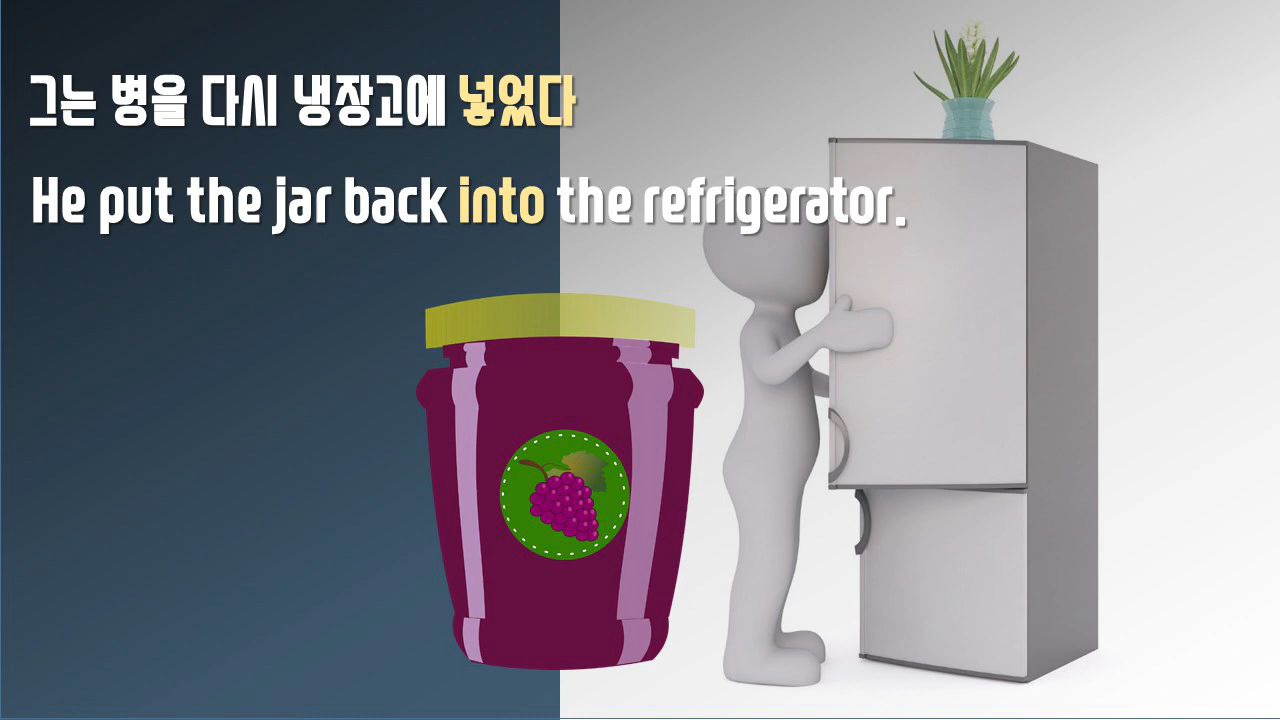 그는 병을 다시 냉장고에 넣었다
He put the jar back into the refrigerator.